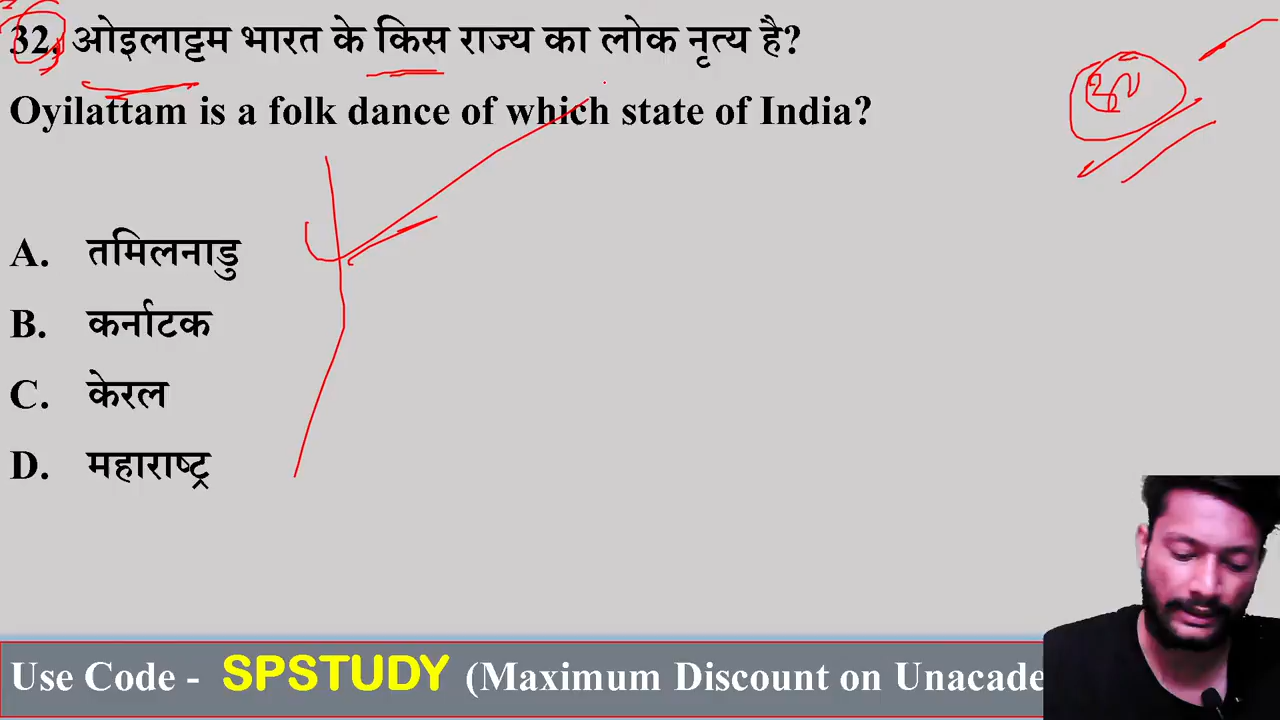 32. ओइलाट्टम भारत के किस राज्य का लोक नृत्य है?
Oyilattam is a folk dance of which state of India?
A. तमिलनाडु
B. कर्नाटक
C. केरल
D. महाराष्ट्र
Use Code - SPSTUDY (Maximum Discount on Unacade